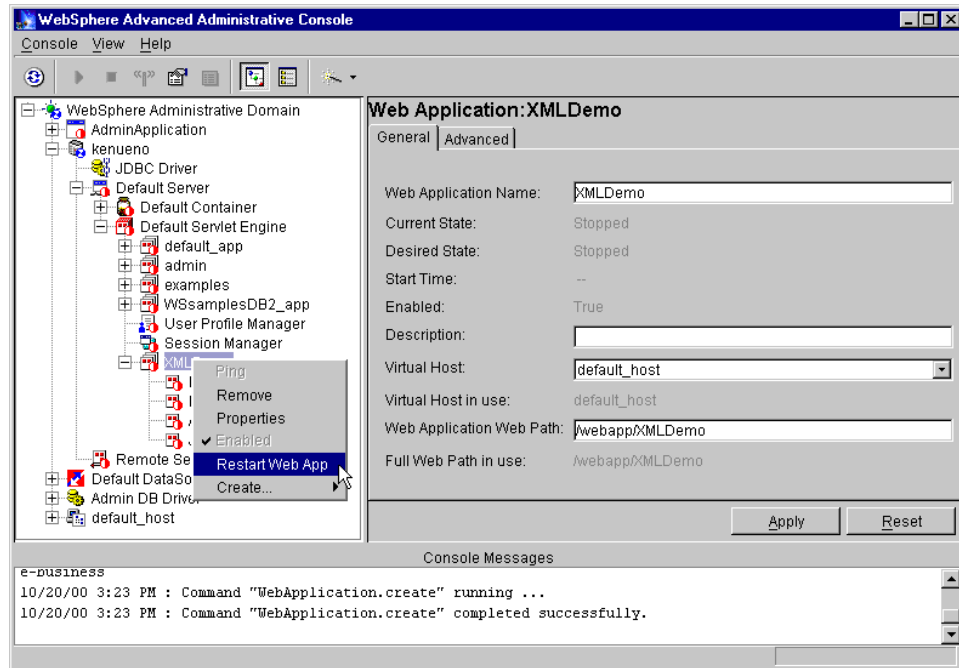 WebSphere Advanced Administrative Console
Console View Help
WebSphere Administrative Domain
AdminApplication
kenueno
JDBC Driver
Default Server
Default Container
Default Servlet Engine
default_app
admin
examples
WSsamplesDB2_app
User Profile Manager
Session Manager
XML
Remote Se
Default DataSo
Admin DB Driver
default_host
Ping
Remove
Properties
Enabled
Restart Web App
Create...
Web Application:XMLDemo
General Advanced
Web Application Name: XMLDemo
Current State: Stopped
Desired State: Stopped
Start Time: --
Enabled: True
Description:
Virtual Host: default_host
Virtual Host in use: default_host
Web Application Web Path: /webapp/XMLDemo
Full Web Path in use: /webapp/XMLDemo
Apply Reset
Console Messages
e-business
10/20/00 3:23 PM : Command "WebApplication.create" running ...
10/20/00 3:23 PM : Command "WebApplication.create" completed successfully.